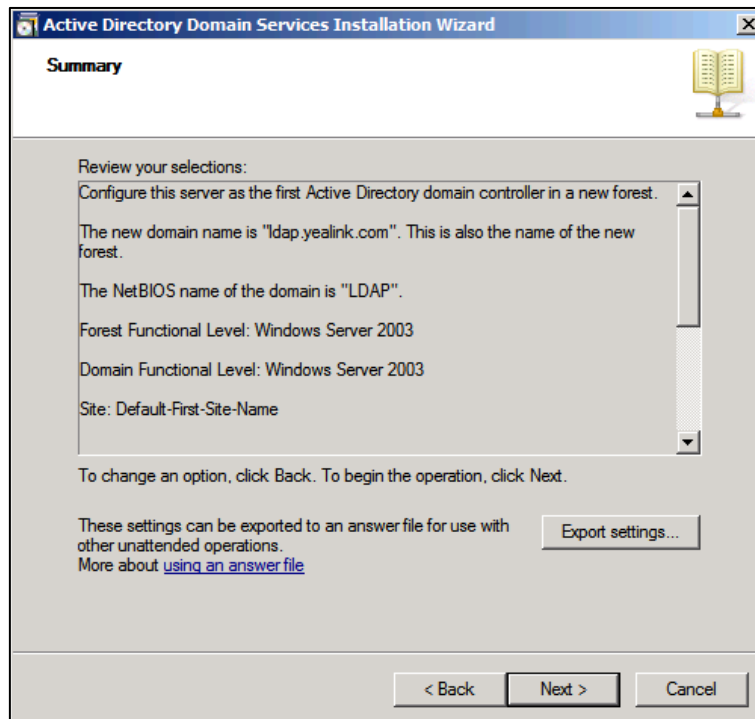 Active Directory Domain Services Installation Wizard
Summary
Review your selections:
Configure this server as the first Active Directory domain controller in a new forest.
The new domain name is "ldap.yealink.com". This is also the name of the new
forest.
The NetBIOS name of the domain is "LDAP".
Forest Functional Level: Windows Server 2003
Domain Functional Level: Windows Server 2003
Site: Default-First-Site-Name
To change an option, click Back. To begin the operation, click Next.
These settings can be exported to an answer file for use with
other unattended operations.
More about using an answer file
Export settings...
< Back
Next >
Cancel